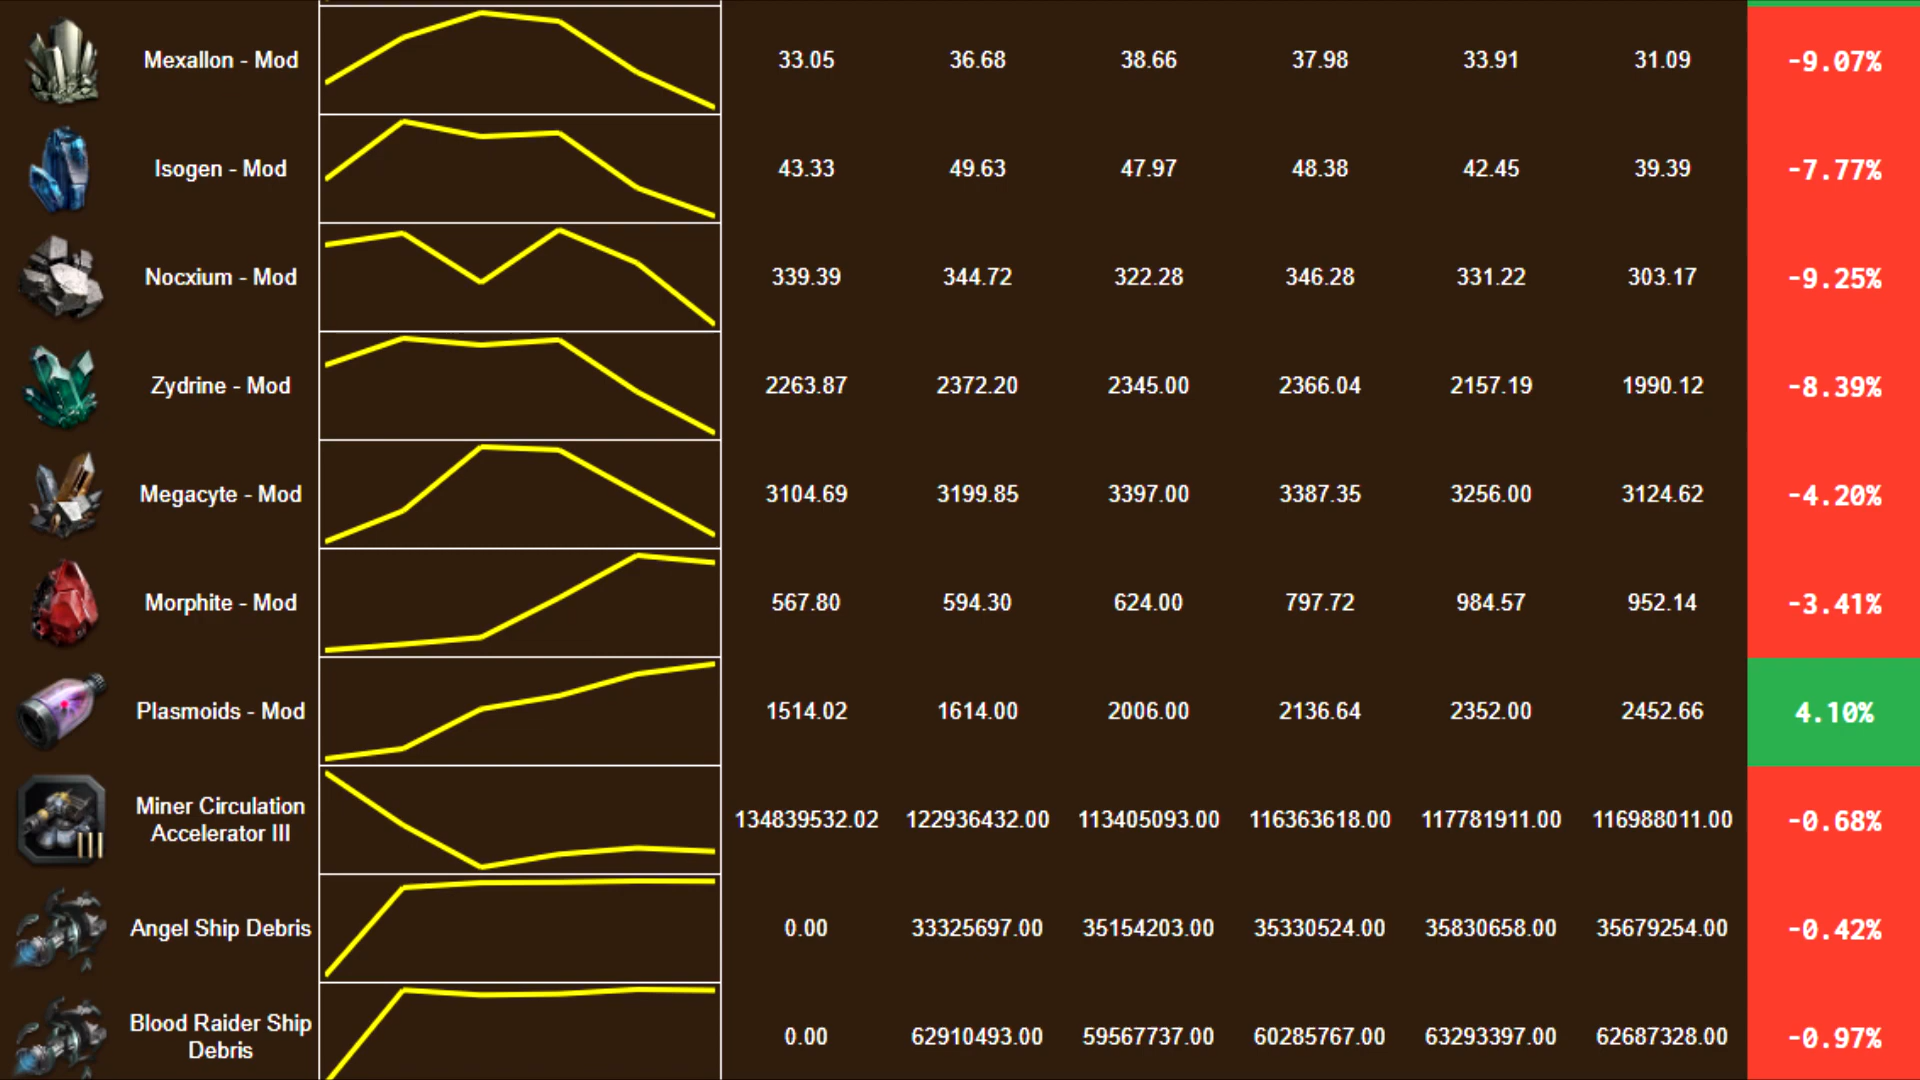 Mexallon - Mod 33.05 36.68 38.66 37.98 33.91 31.09 -9.07%
Isogen - Mod 43.33 49.63 47.97 48.38 42.45 39.39 -7.77%
Nocxium - Mod 339.39 344.72 322.28 346.28 331.22 303.17 -9.25%
Zydrine - Mod 2263.87 2372.20 2345.00 2366.04 2157.19 1990.12 -8.39%
Megacyte - Mod 3104.69 3199.85 3397.00 3387.35 3256.00 3124.62 -4.20%
Morphite - Mod 567.80 594.30 624.00 797.72 984.57 952.14 -3.41%
Plasmoids - Mod 1514.02 1614.00 2006.00 2136.64 2352.00 2452.66 4.10%
Miner Circulation
Accelerator III 134839532.02 122936432.00 113405093.00 116363618.00 117781911.00 116988011.00 -0.68%
III
Angel Ship Debris 0.00 33325697.00 35154203.00 35330524.00 35830658.00 35679254.00 -0.42%
Blood Raider Ship
Debris 0.00 62910493.00 59567737.00 60285767.00 63293397.00 62687328.00 -0.97%